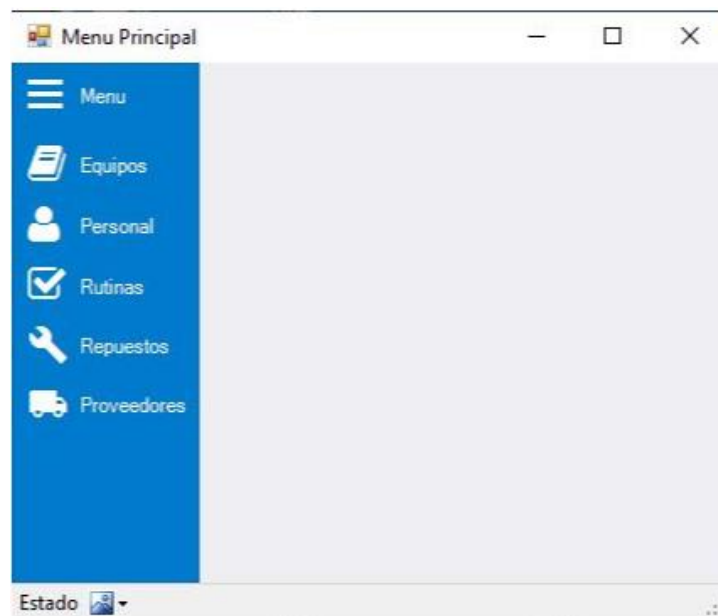 Menu Principal
Menu
Equipos
Personal
Rutinas
Repuestos
Proveedores
Estado